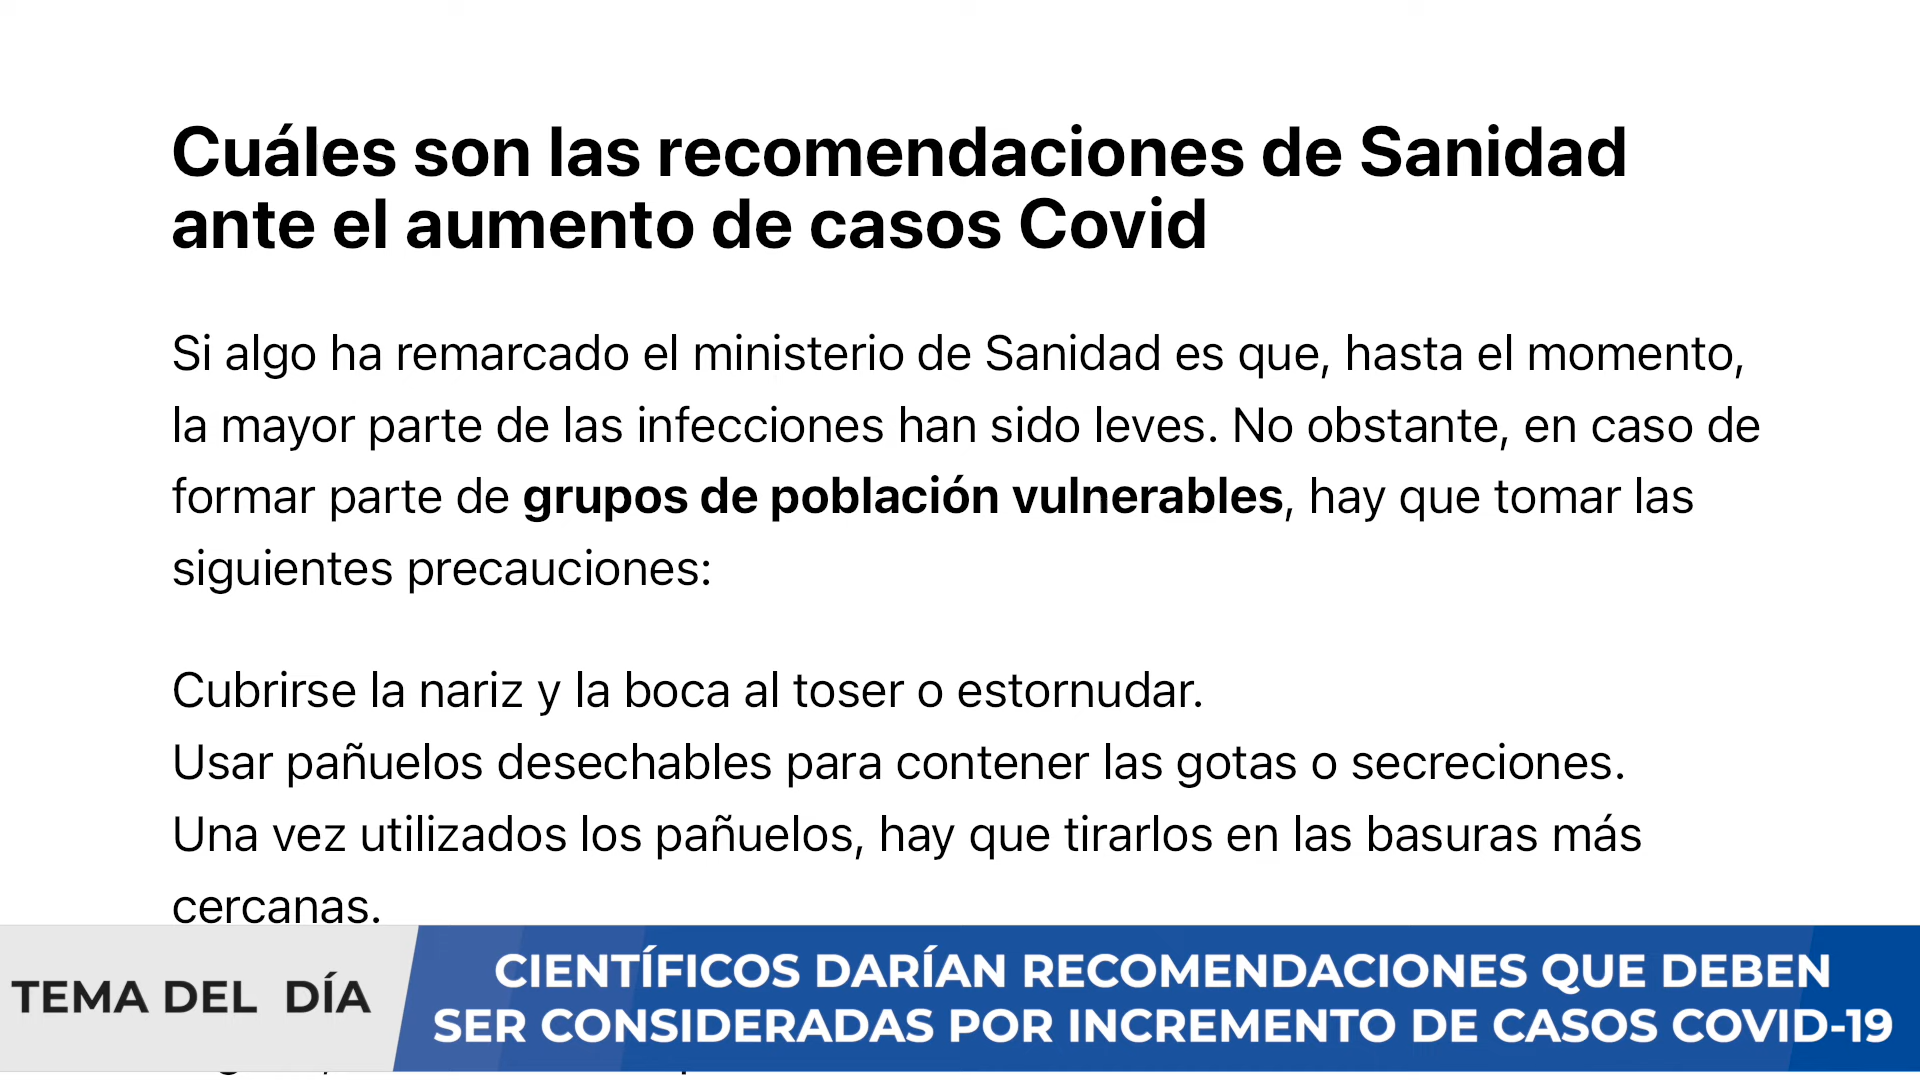 Cuáles son las recomendaciones de Sanidad
ante el aumento de casos Covid
Si algo ha remarcado el ministerio de Sanidad es que, hasta el momento,
la mayor parte de las infecciones han sido leves. No obstante, en caso de
formar parte de grupos de población vulnerables, hay que tomar las
siguientes precauciones:
Cubrirse la nariz y la boca al toser o estornudar.
Usar pañuelos desechables para contener las gotas o secreciones.
Una vez utilizados los pañuelos, hay que tirarlos en las basuras más
cercanas.
TEMA DEL DÍA
CIENTÍFICOS DARÍAN RECOMENDACIONES QUE DEBEN
SER CONSIDERADAS POR INCREMENTO DE CASOS COVID-19